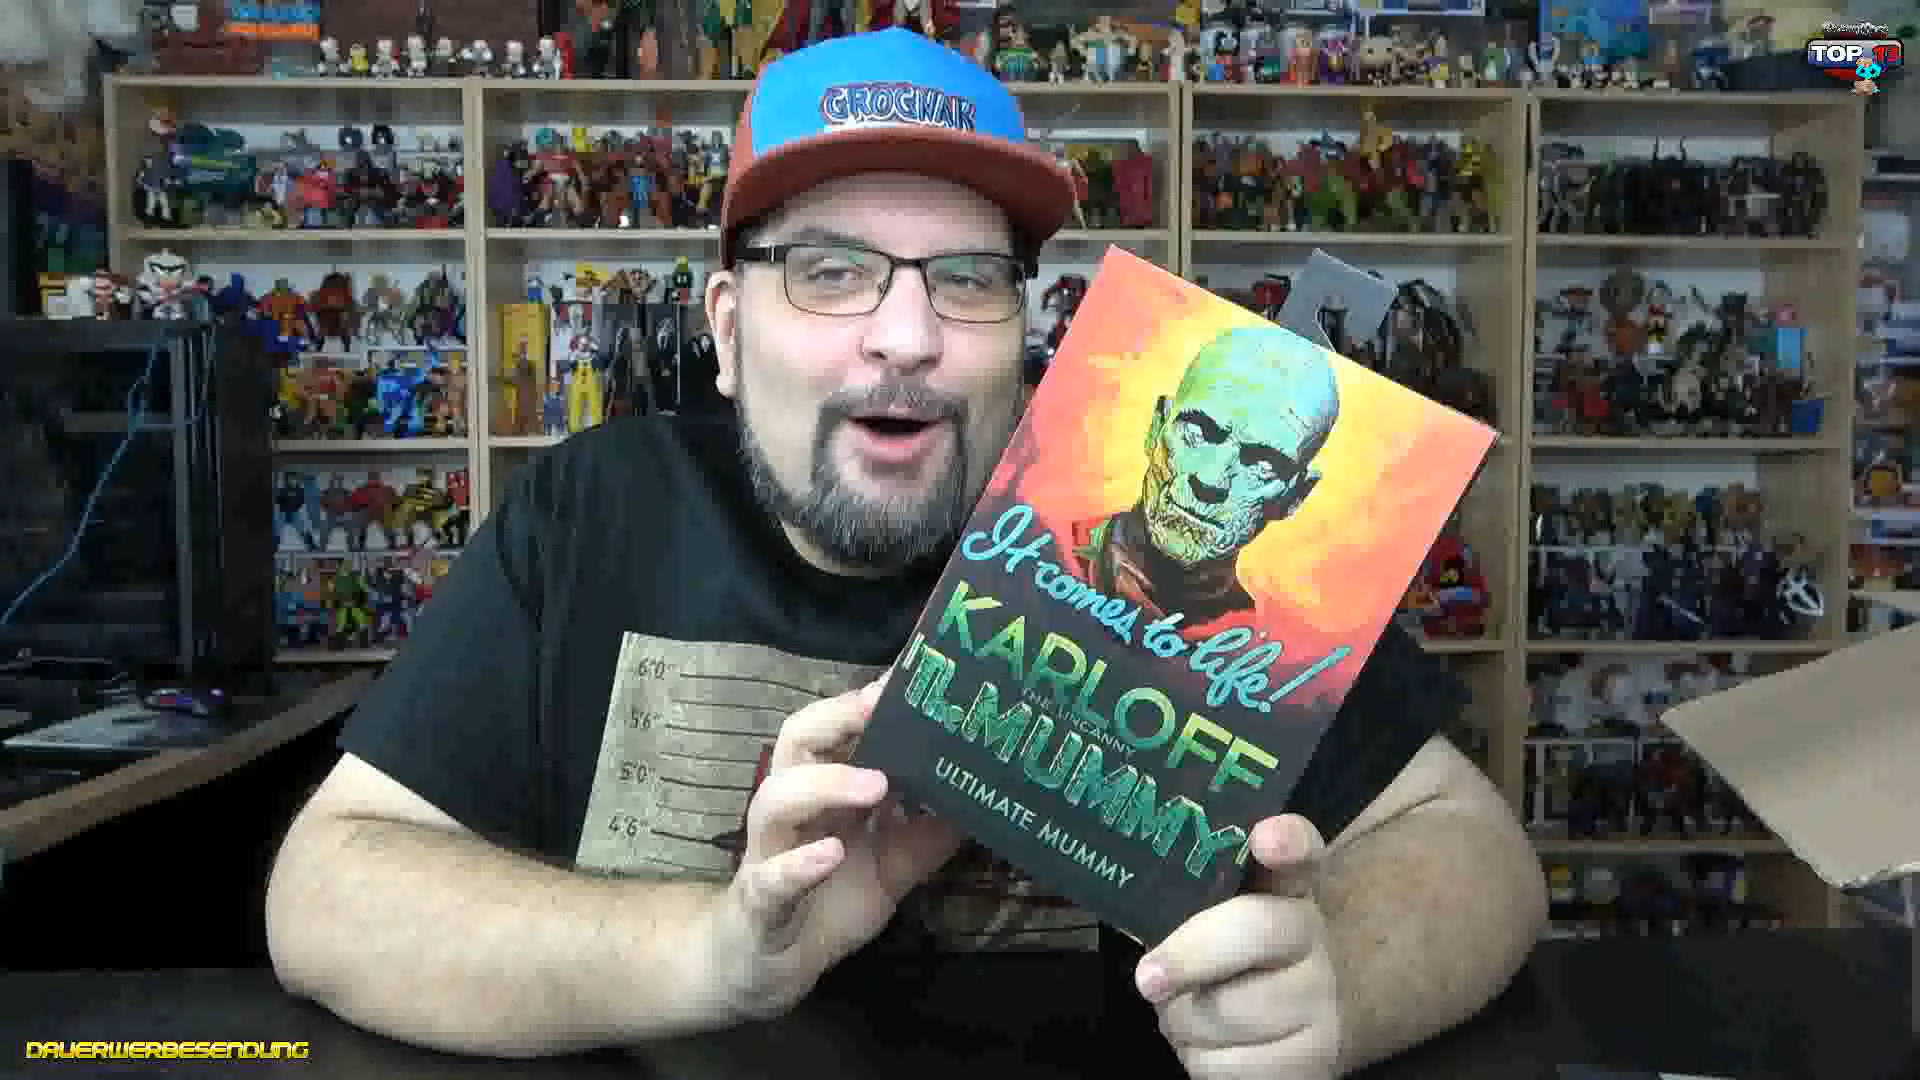 GROGNAK
TOP
It comes to life!
KARLOFF
THE UNCANNY
in
"The MUMMY"
ULTIMATE MUMMY
6'0"
5'6"
5'0"
4'6"
DAUERWERBESENDUNG